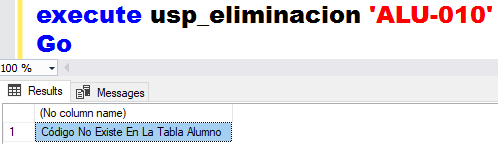 execute usp_eliminacion 'ALU-010'
Go
100 %
Results Messages
(No column name)
1 Código No Existe En La Tabla Alumno